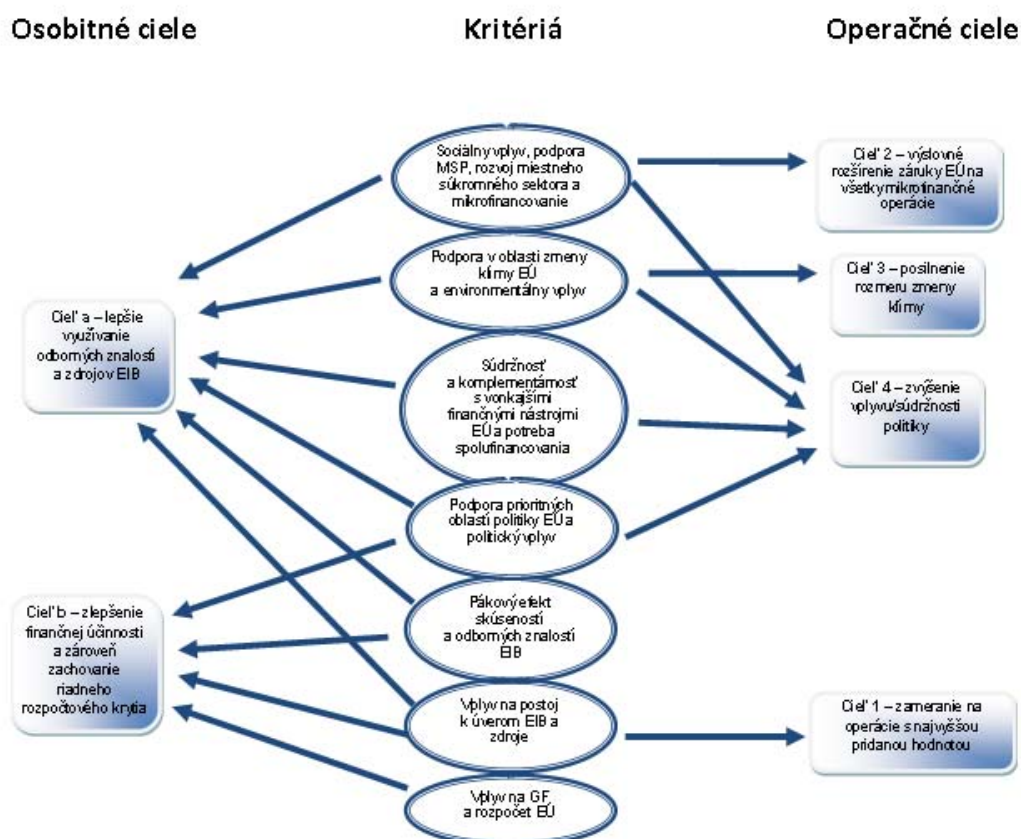 Osobitné ciele
Kritériá
Operačné ciele
Sociálny vplyv, podpora
MSP, rozvoj miestneho
súkromného sektora a
mikrofinancovanie
Podpora v oblasti zmeny
klímy EÚ
a environmentálny vplyv
Súdržnosť
a komplementárnosť
s vonkajšími
finančnými nástrojmi
EÚ a potreba
spolufinancovania
Podpora prioritných
oblastí politiky EÚ a
politický vplyv
Pákový efekt
skúseností
a odborných znalostí
EIB
Vplyv na postoj
k úverom EIB a
zdroje
Vplyv na GF
a rozpočet EÚ
Cieľ a – lepšie
využívanie
odborných znalostí
a zdrojov EIB
Cieľ b – zlepšenie
finančnej účinnosti
a zároveň
zachovanie
riadneho
rozpočtového krytia
Cieľ 2 – výslovné
rozšírenie záruky EÚ na
všetky mikrofinančné
operácie
Cieľ 3 – posilnenie
rozmeru zmeny
klímy
Cieľ 4 – zvýšenie
vplyvu/súdržnosti
politiky
Cieľ 1 – zameranie na
operácie s najvyššou
pridanou hodnotou